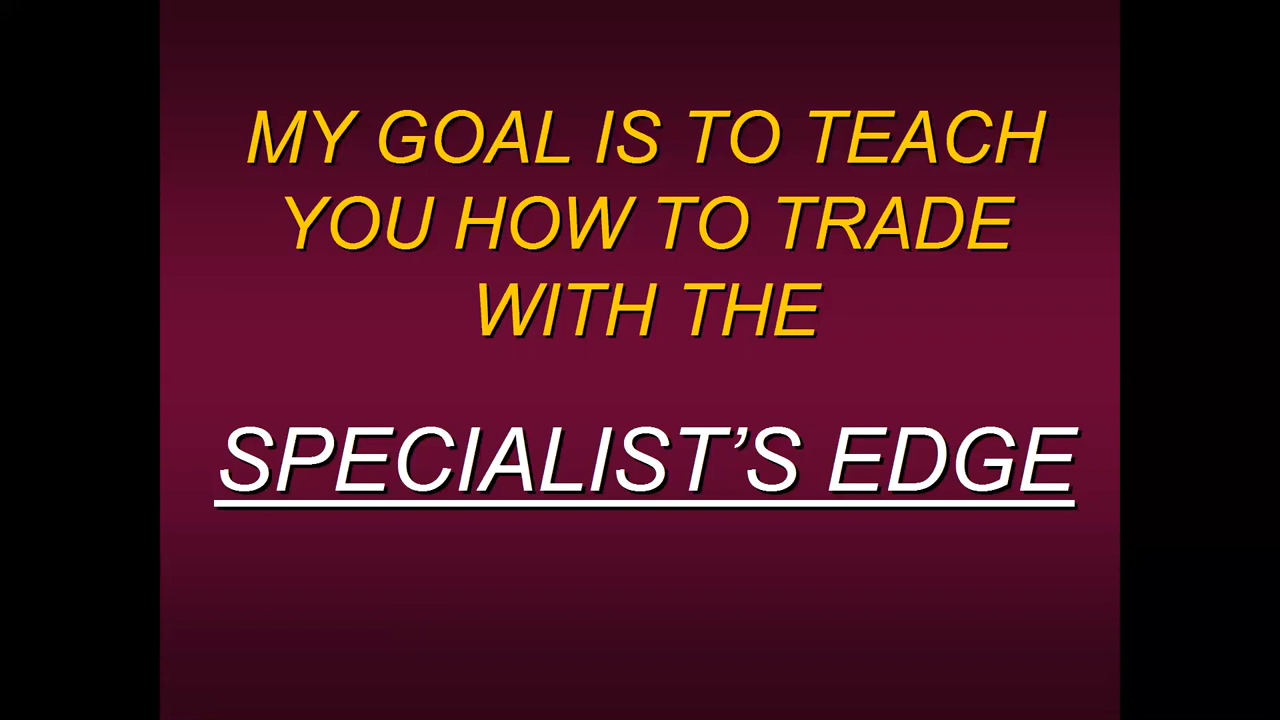 MY GOAL IS TO TEACH
YOU HOW TO TRADE
WITH THE
SPECIALIST’S EDGE